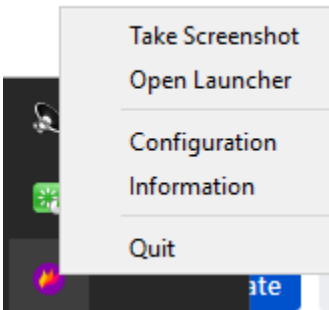 Take Screenshot
Open Launcher
Configuration
Information
Quit
ate